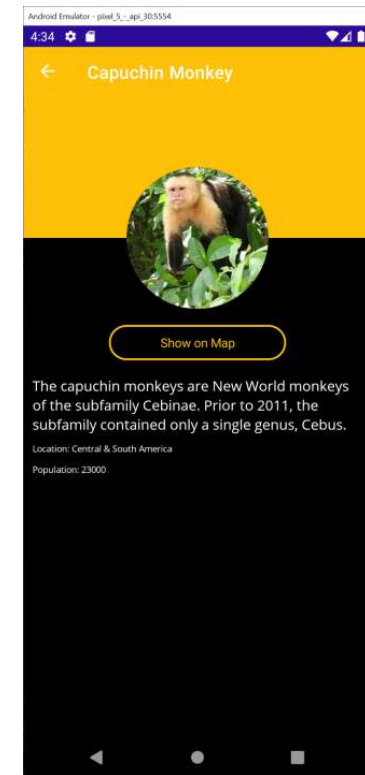 Android Emulator - pixel_5_-_api_30:5554
4:34
Capuchin Monkey
Show on Map
The capuchin monkeys are New World monkeys
of the subfamily Cebinae. Prior to 2011, the
subfamily contained only a single genus, Cebus.
Location: Central & South America
Population: 23000